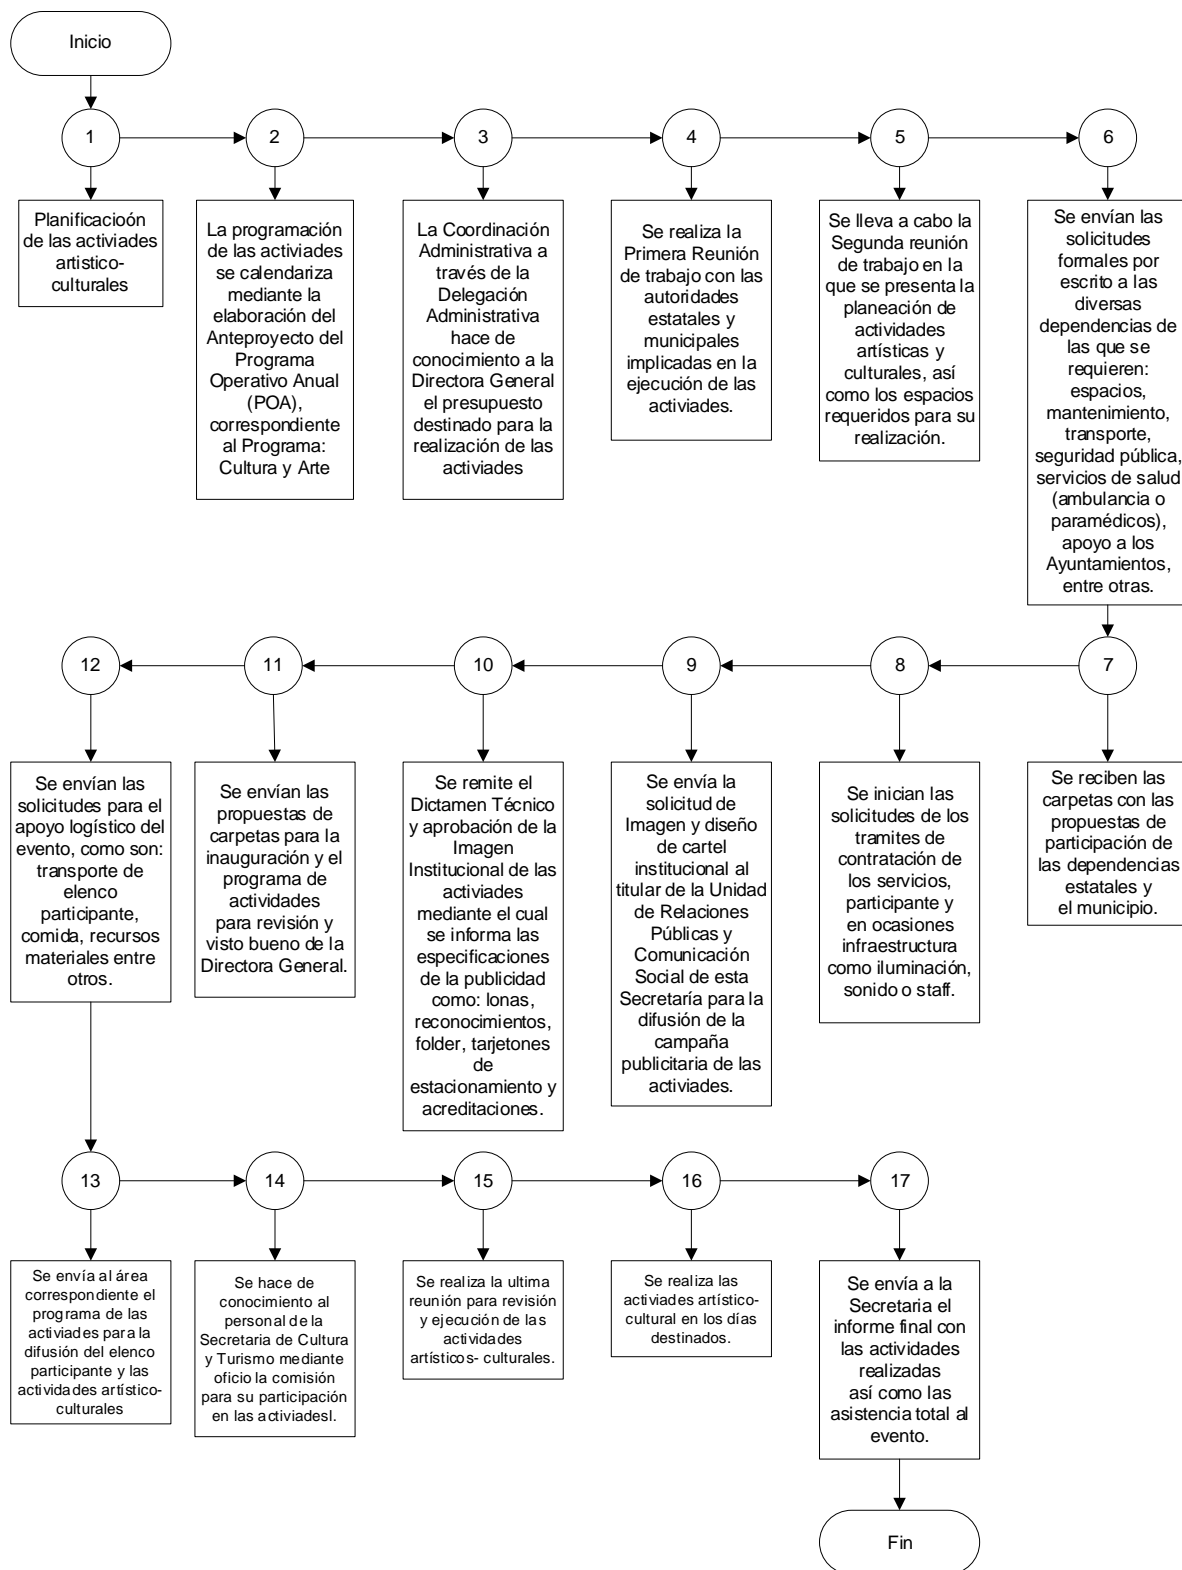 Inicio
1
2
3
4
5
6
Planificacioón
de las activiades
artistico-
culturales
La programación
de las activiades
se calendariza
mediante la
elaboración del
Anteproyecto del
Programa
Operativo Anual
(POA),
correspondiente
al Programa:
Cultura y Arte
La Coordinación
Administrativa a
través de la
Delegación
Administrativa
hace de
conocimiento a la
Directora General
el presupuesto
destinado para la
realización de las
activiades
Se realiza la
Primera Reunión
de trabajo con las
autoridades
estatales y
municipales
implicadas en la
ejecución de las
activiades.
Se lleva a cabo la
Segunda reunión
de trabajo en la
que se presenta la
planeación de
actividades
artísticas y
culturales, así
como los espacios
requeridos para su
realización.
Se envían las
solicitudes
formales por
escrito a las
diversas
dependencias de
las que se
requieren:
espacios,
mantenimiento,
transporte,
seguridad pública,
servicios de salud
(ambulancia o
paramédicos),
apoyo a los
Ayuntamientos,
entre otras.
12
11
10
9
8
7
Se envían las
solicitudes para el
apoyo logístico del
evento, como son:
transporte de
elenco
participante,
comida, recursos
materiales entre
otros.
Se envían las
propuestas de
carpetas para la
inauguración y el
programa de
actividades
para revisión y
visto bueno de la
Directora General.
Se remite el
Dictamen Técnico
y aprobación de la
Imagen
Institucional de las
activiades
mediante el cual
se informa las
especificaciones
de la publicidad
como: lonas,
reconocimientos,
folder, tarjetones
de
estacionamiento y
acreditaciones.
Se envía la
solicitud de
Imagen y diseño
de cartel
institucional al
titular de la Unidad
de Relaciones
Públicas y
Comunicación
Social de esta
Secretaría para la
difusión de la
campaña
publicitaria de las
activiades.
Se inician las
solicitudes de los
tramites de
contratación de
los servicios,
participante y
en ocasiones
infraestructura
como iluminación,
sonido o staff.
Se reciben las
carpetas con las
propuestas de
participación de
las dependencias
estatales y
el municipio.
13
14
15
16
17
Se envía al área
correspondiente el
programa de las
activiades para la
difusión del elenco
participante y las
actividades artístico-
culturales
Se hace de
conocimiento al
personal de la
Secretaria de Cultura
y Turismo mediante
oficio la comisión
para su participación
en las activiadesl.
Se realiza la ultima
reunión para revisión
y ejecución de las
actividades
artísticos- culturales.
Se realiza las
activiades artístico-
cultural en los días
destinados.
Se envía a la
Secretaria el
informe final con
las actividades
realizadas
así como las
asistencia total al
evento.
Fin